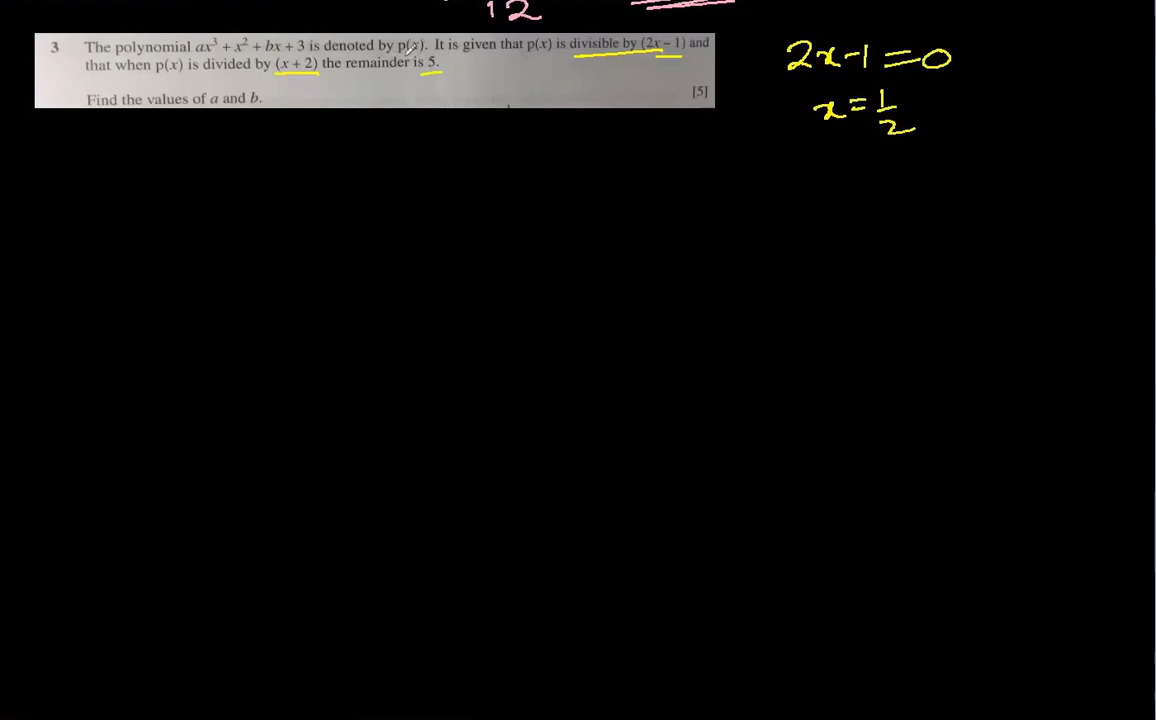 12
3 The polynomial ax³ + x² + bx + 3 is denoted by p(x). It is given that p(x) is divisible by (2x − 1) and
that when p(x) is divided by (x + 2) the remainder is 5.
Find the values of a and b.
[5]
2x-1=0
x=1/2